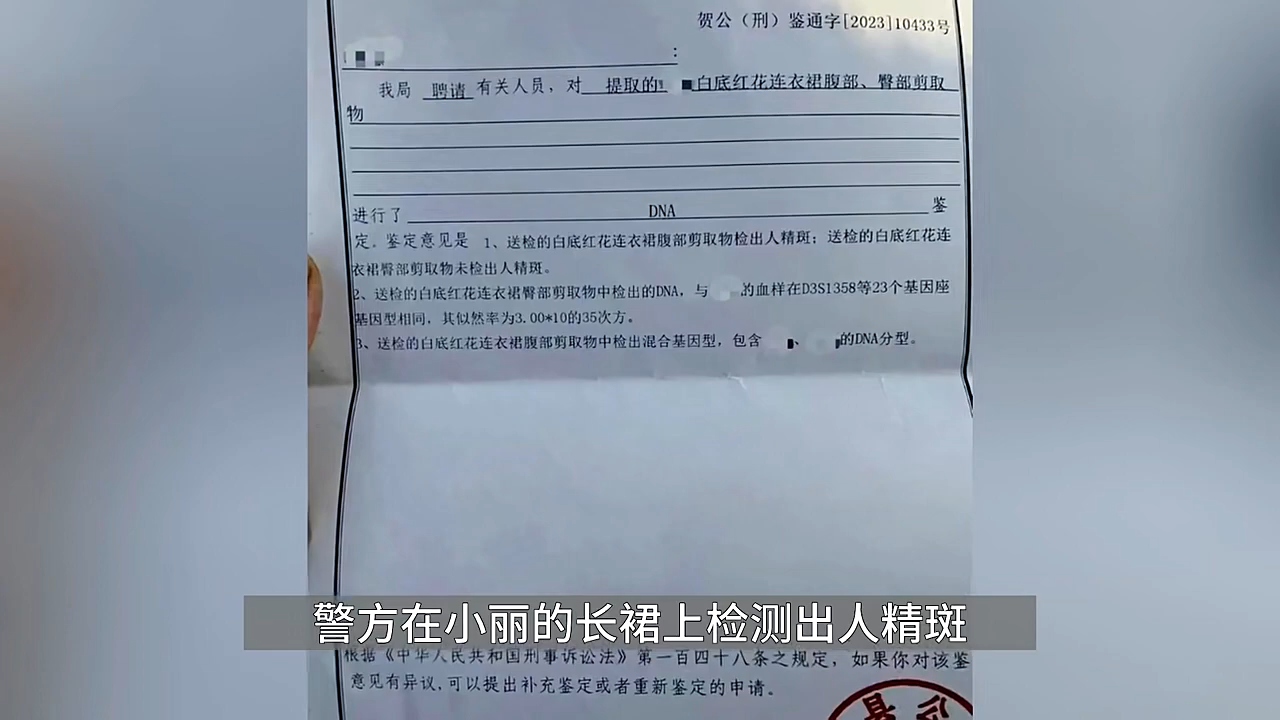 贺公（刑）鉴通字[2023]10433号
：
我局 聘请 有关人员，对 提取的 白底红花连衣裙腹部、臀部剪取
物
进行了 DNA 鉴
定，鉴定意见是 1、送检的白底红花连衣裙腹部剪取物检出人精斑；送检的白底红花连
衣裙臀部剪取物未检出人精斑。
2、送检的白底红花连衣裙臀部剪取物中检出的DNA，与 的血样在D3S1358等23个基因座
基因型相同，其似然率为3.00*10的35次方。
3、送检的白底红花连衣裙腹部剪取物中检出混合基因型，包含 、 的DNA分型。
警方在小丽的长裙上检测出人精斑
根据《中华人民共和国刑事诉讼法》第一百四十八条之规定，如果你对该鉴
意见有异议，可以提出补充鉴定或者重新鉴定的申请。
县公